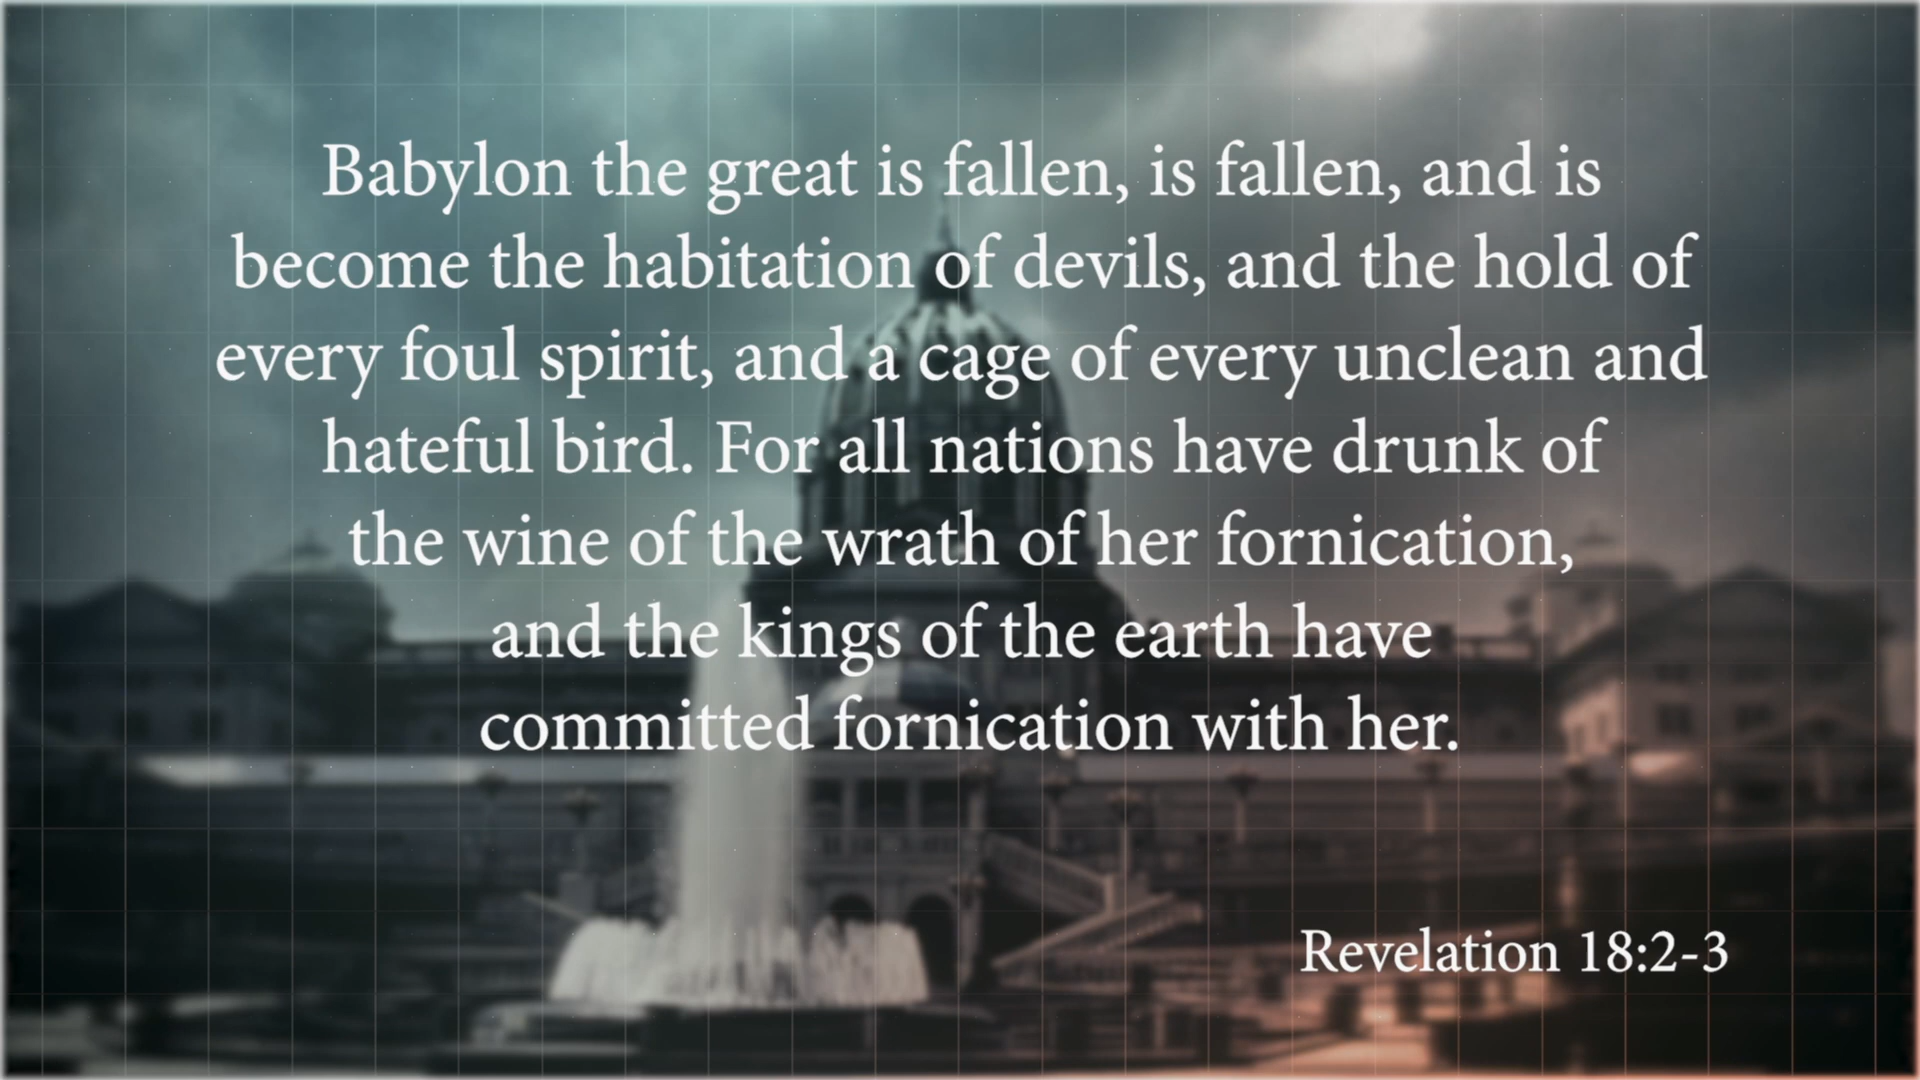 Babylon the great is fallen, is fallen, and is
become the habitation of devils, and the hold of
every foul spirit, and a cage of every unclean and
hateful bird. For all nations have drunk of
the wine of the wrath of her fornication,
and the kings of the earth have
committed fornication with her.
Revelation 18:2-3